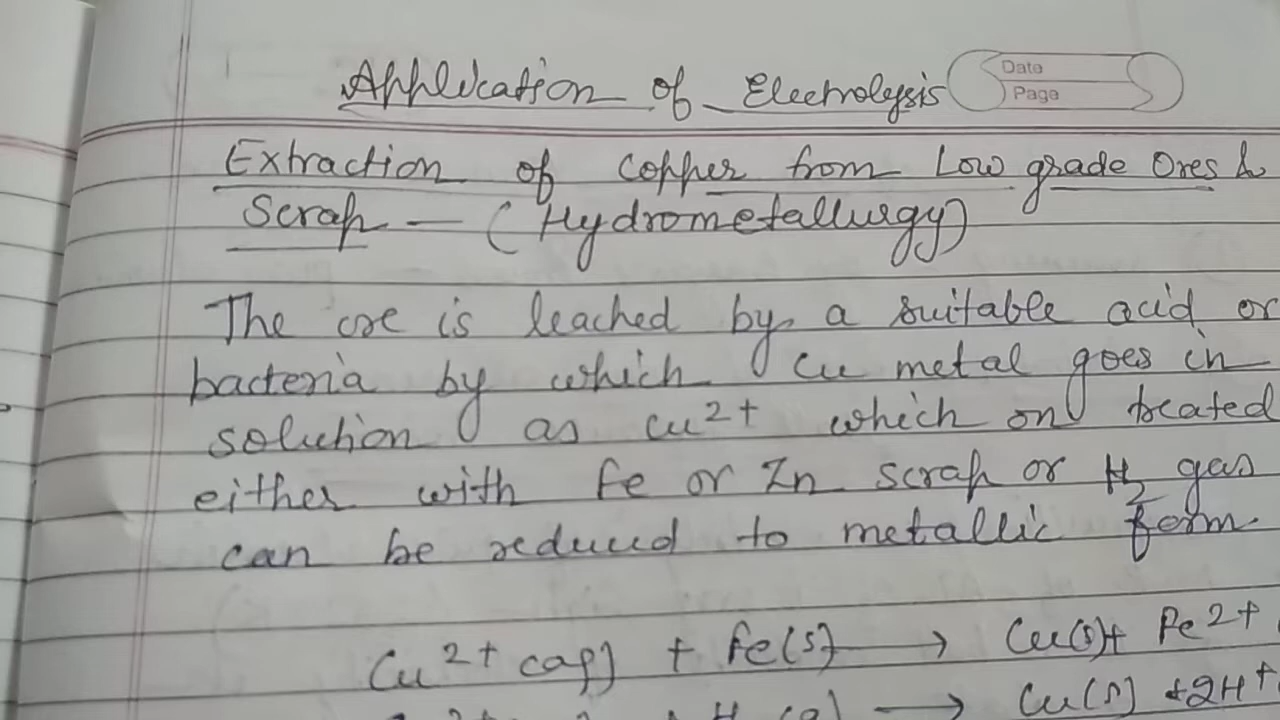 Application of Electrolysis
Date
Page
Extraction of Copper from Low grade Ores &
Scrap — (Hydrometallurgy)
The ore is leached by a suitable acid or
bacteria by which Cu metal goes in
solution as Cu²⁺ which on treated
either with Fe or Zn scrap or H₂ gas
can be reduced to metallic form.
Cu²⁺ (aq) + Fe(s) → Cu(s) + Fe²⁺
→ Cu(s) + 2H⁺